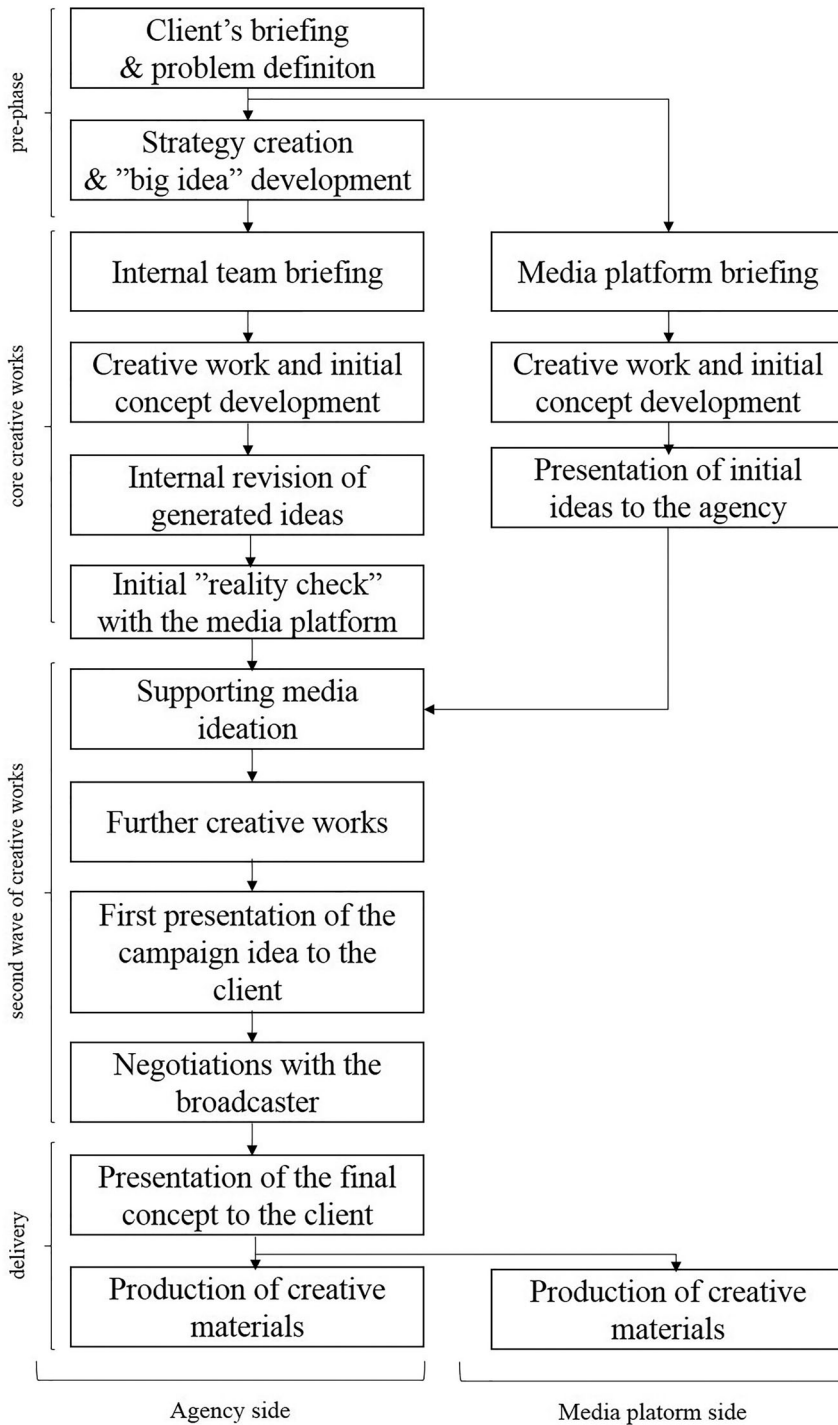 Client’s briefing
& problem definiton
pre-phase
Strategy creation
& ”big idea” development
Internal team briefing
Media platform briefing
Creative work and initial
concept development
Creative work and initial
concept development
core creative works
Internal revision of
generated ideas
Presentation of initial
ideas to the agency
Initial ”reality check”
with the media platform
Supporting media
ideation
Further creative works
second wave of creative works
First presentation of the
campaign idea to the
client
Negotiations with the
broadcaster
Presentation of the final
concept to the client
delivery
Production of creative
materials
Production of creative
materials
Agency side
Media platorm side